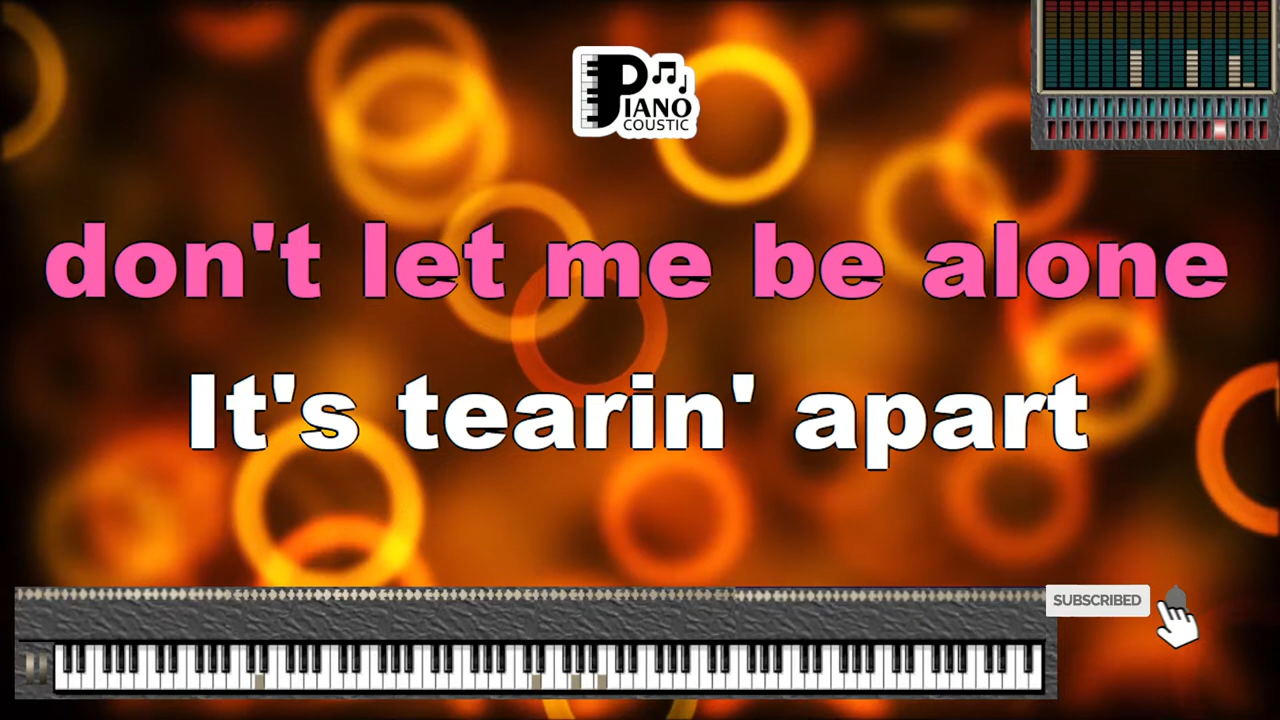 PIANO
COUSTIC
don't let me be alone
It's tearin' apart
SUBSCRIBED